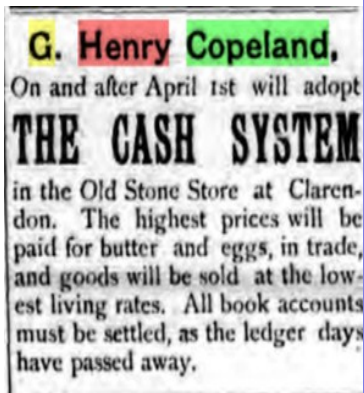 G. Henry Copeland,
On and after April 1st will adopt
THE CASH SYSTEM
in the Old Stone Store at Claren-
don. The highest prices will be
paid for butter and eggs, in trade,
and goods will be sold at the low-
est living rates. All book accounts
must be settled, as the ledger days
have passed away.